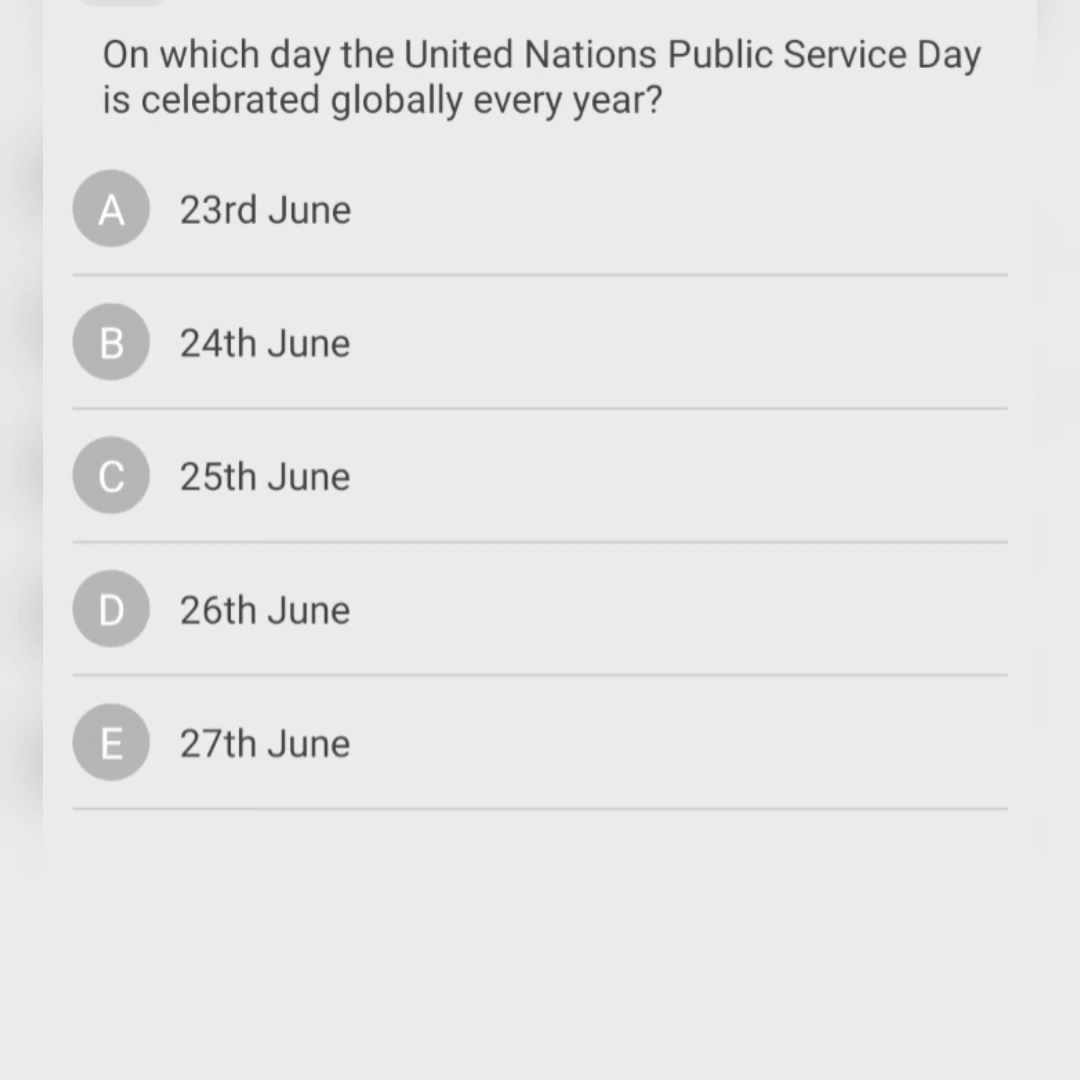 On which day the United Nations Public Service Day
is celebrated globally every year?
A 23rd June
B 24th June
C 25th June
D 26th June
E 27th June